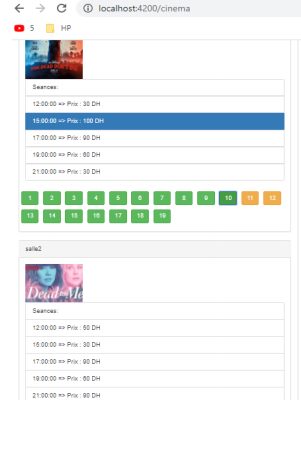 localhost:4200/cinema
5 HP
Seances:
12:00:00 => Prix : 30 DH
15:00:00 => Prix : 100 DH
17:00:00 => Prix : 90 DH
19:00:00 => Prix : 60 DH
21:00:00 => Prix : 30 DH
1 2 3 4 5 6 7 8 9 10 11 12
13 14 15 16 17 18 19
salle2
Dead to Me
Seances:
12:00:00 => Prix : 50 DH
15:00:00 => Prix : 30 DH
17:00:00 => Prix : 90 DH
19:00:00 => Prix : 60 DH
21:00:00 => Prix : 90 DH